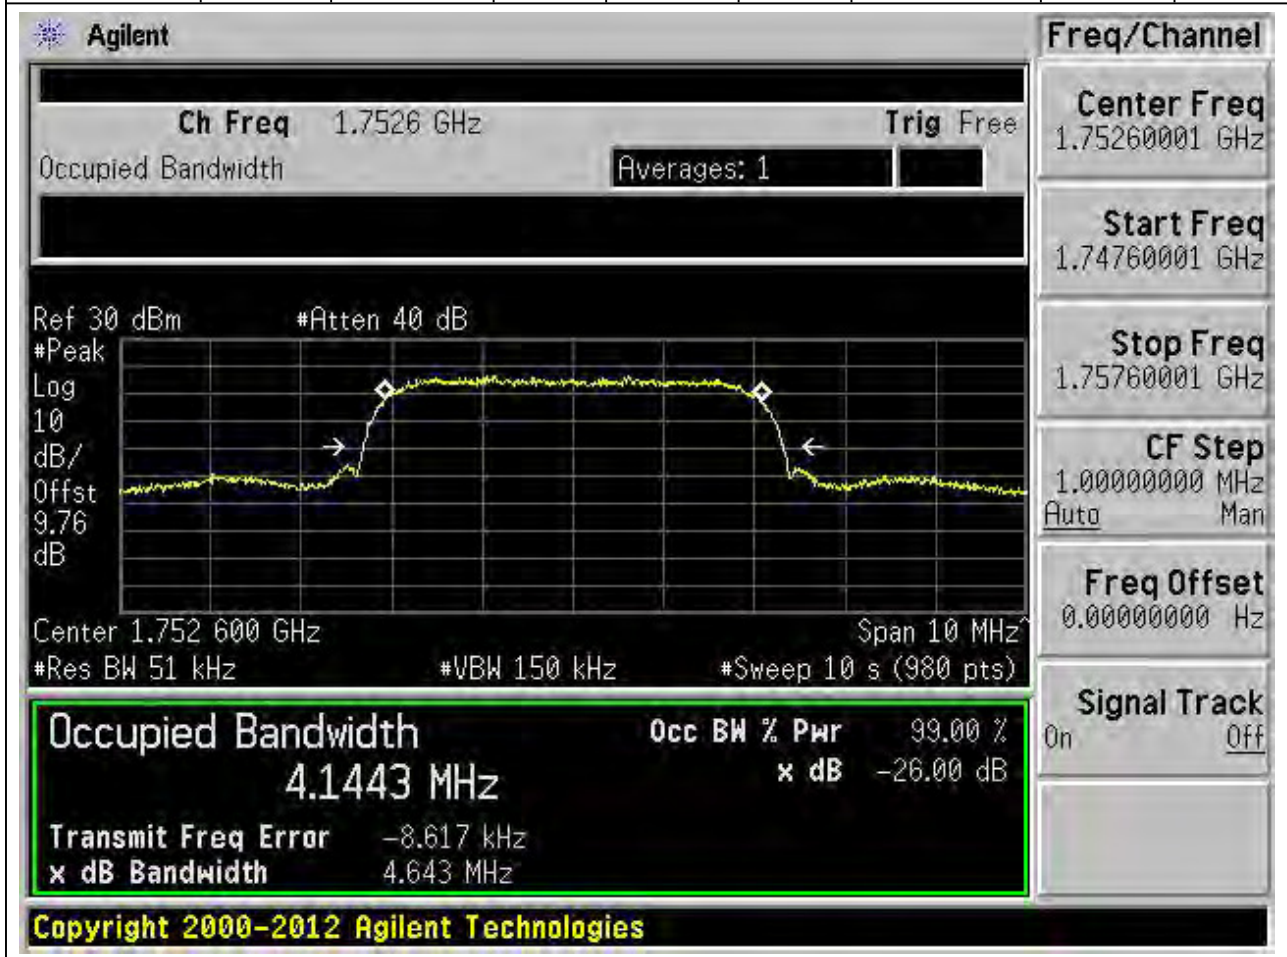 Agilent
Freq/Channel
Ch Freq 1.7526 GHz Trig Free
Occupied Bandwidth Averages: 1
Center Freq
1.75260001 GHz
Start Freq
1.74760001 GHz
Stop Freq
1.75760001 GHz
CF Step
1.00000000 MHz
Auto Man
Freq Offset
0.00000000 Hz
Signal Track
On Off
Ref 30 dBm #Atten 40 dB
#Peak
Log
10
dB/
Offst
9.76
dB
Center 1.752 600 GHz Span 10 MHz^
#Res BW 51 kHz #VBW 150 kHz #Sweep 10 s (980 pts)
Occupied Bandwidth
4.1443 MHz
Occ BW % Pwr 99.00 %
x dB -26.00 dB
Transmit Freq Error -8.617 kHz
x dB Bandwidth 4.643 MHz
Copyright 2000-2012 Agilent Technologies